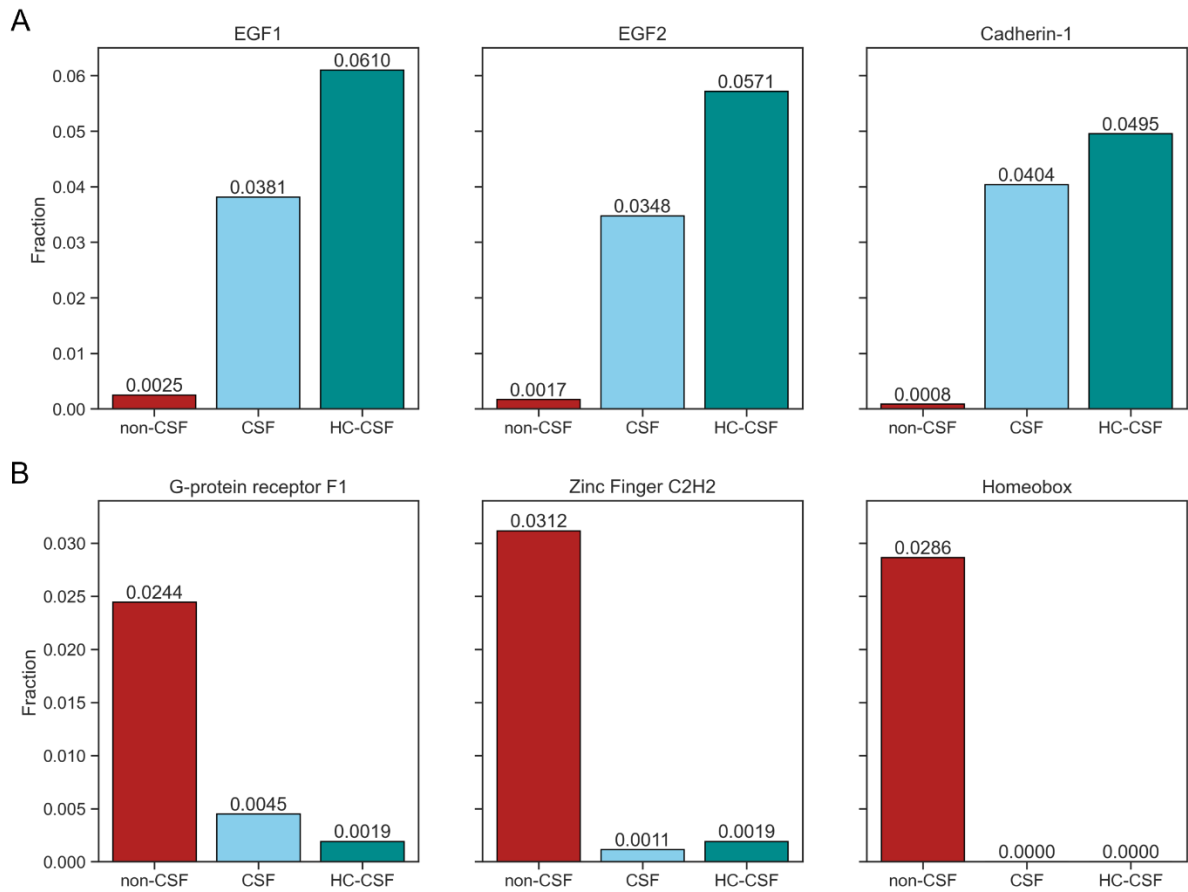 A
EGF1
EGF2
Cadherin-1
Fraction
0.06
0.05
0.04
0.03
0.02
0.01
0.00
0.0025
0.0381
0.0610
non-CSF
CSF
HC-CSF
0.0017
0.0348
0.0571
non-CSF
CSF
HC-CSF
0.0008
0.0404
0.0495
non-CSF
CSF
HC-CSF
B
G-protein receptor F1
Zinc Finger C2H2
Homeobox
Fraction
0.030
0.025
0.020
0.015
0.010
0.005
0.000
0.0244
0.0045
0.0019
non-CSF
CSF
HC-CSF
0.0312
0.0011
0.0019
non-CSF
CSF
HC-CSF
0.0286
0.0000
0.0000
non-CSF
CSF
HC-CSF